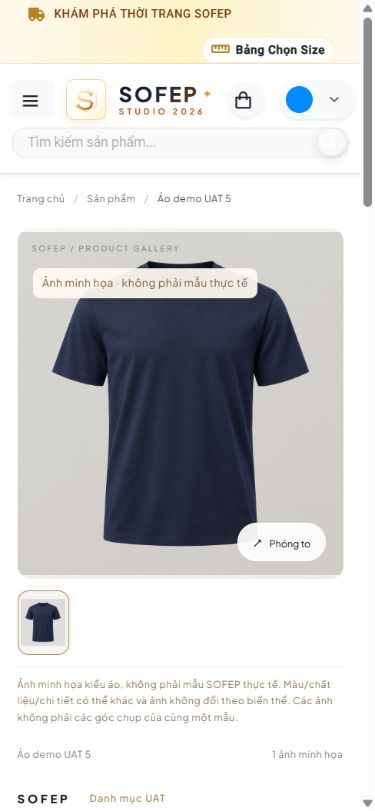 KHÁM PHÁ THỜI TRANG SOFEP
Bảng Chọn Size
S
SOFEP
STUDIO 2026
Tìm kiếm sản phẩm...
Trang chủ / Sản phẩm / Áo demo UAT 5
SOFEP / PRODUCT GALLERY
Ảnh minh họa · không phải mẫu thực tế
Phóng to
Ảnh minh họa kiểu áo, không phải mẫu SOFEP thực tế. Màu/chất
liệu/chi tiết có thể khác và ảnh không đổi theo biến thể. Các ảnh
không phải các góc chụp của cùng một mẫu.
Áo demo UAT 5 1 ảnh minh họa
SOFEP Danh mục UAT